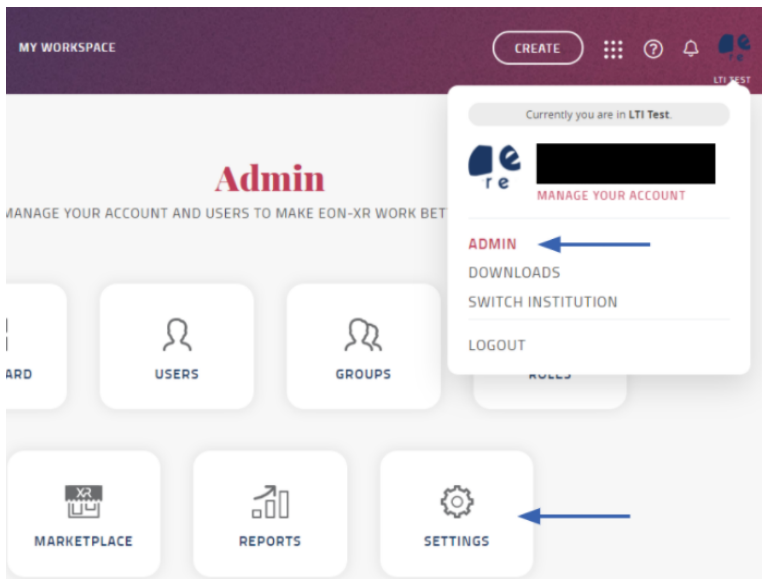 MY WORKSPACE
CREATE
LTI TEST
Currently you are in LTI Test.
re
MANAGE YOUR ACCOUNT
Admin
MANAGE YOUR ACCOUNT AND USERS TO MAKE EON-XR WORK BET
ADMIN
DOWNLOADS
SWITCH INSTITUTION
LOGOUT
ARD
USERS
GROUPS
ROLES
XR
MARKETPLACE
REPORTS
SETTINGS